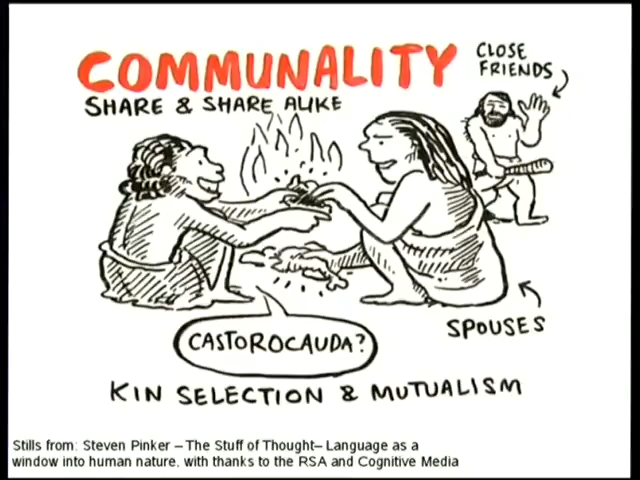 COMMUNALITY
SHARE & SHARE ALIKE
CLOSE
FRIENDS
SPOUSES
CASTOROCAUDA?
KIN SELECTION & MUTUALISM
Stills from: Steven Pinker – The Stuff of Thought– Language as a
window into human nature, with thanks to the RSA and Cognitive Media